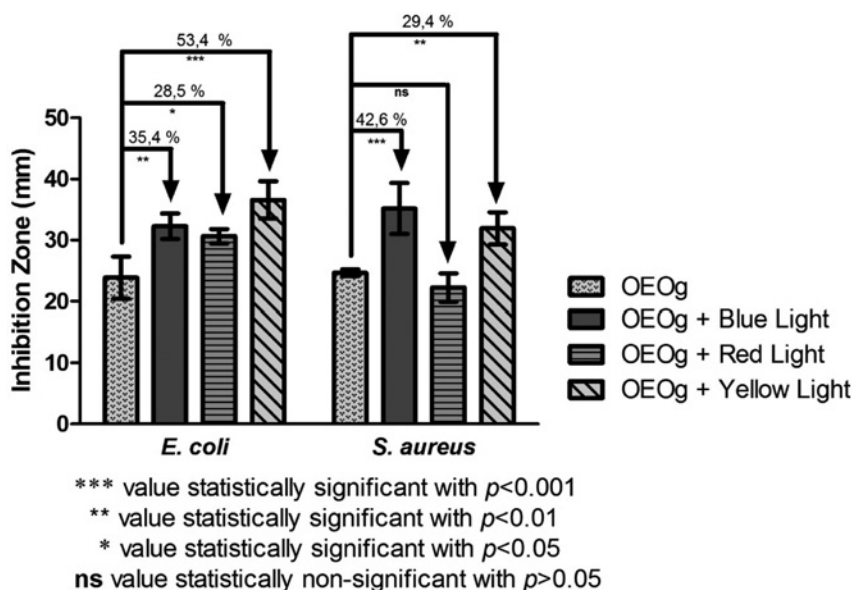 53,4 %
***
28,5 %
*
35,4 %
**
29,4 %
**
ns
42,6 %
***
Inhibition Zone (mm)
50
40
30
20
10
0
E. coli
S. aureus
OEOg
OEOg + Blue Light
OEOg + Red Light
OEOg + Yellow Light
*** value statistically significant with p<0.001
** value statistically significant with p<0.01
* value statistically significant with p<0.05
ns value statistically non-significant with p>0.05